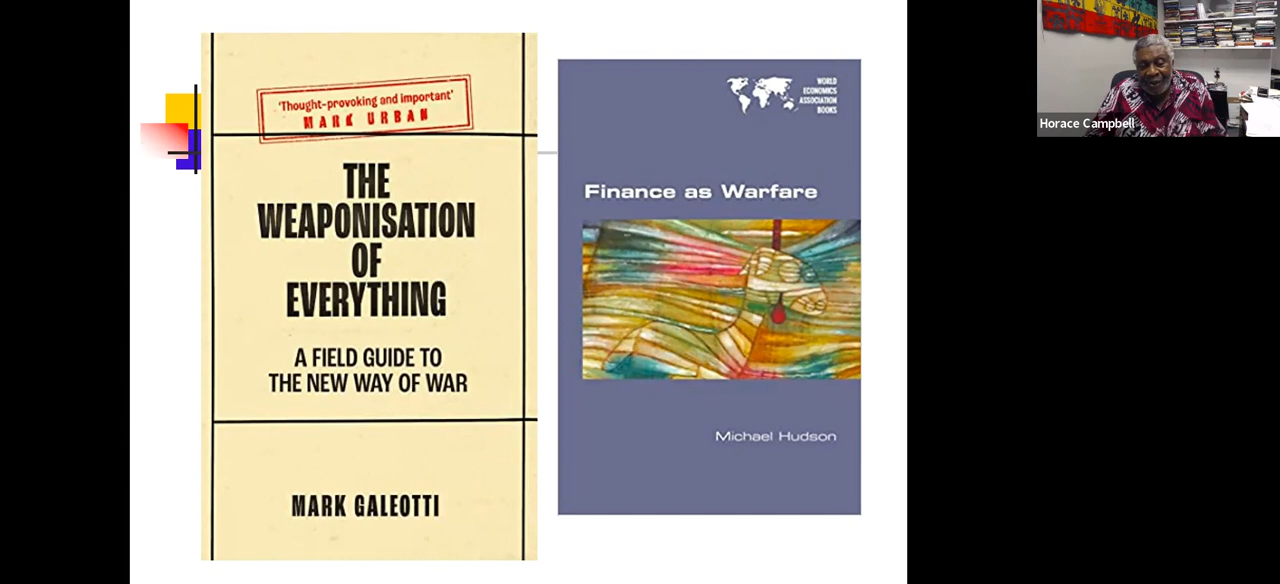 'Thought-provoking and important'
MARK URBAN
THE
WEAPONISATION
OF
EVERYTHING
A FIELD GUIDE TO
THE NEW WAY OF WAR
MARK GALEOTTI
WORLD
ECONOMICS
ASSOCIATION
BOOKS
Finance as Warfare
Michael Hudson
Horace Campbell